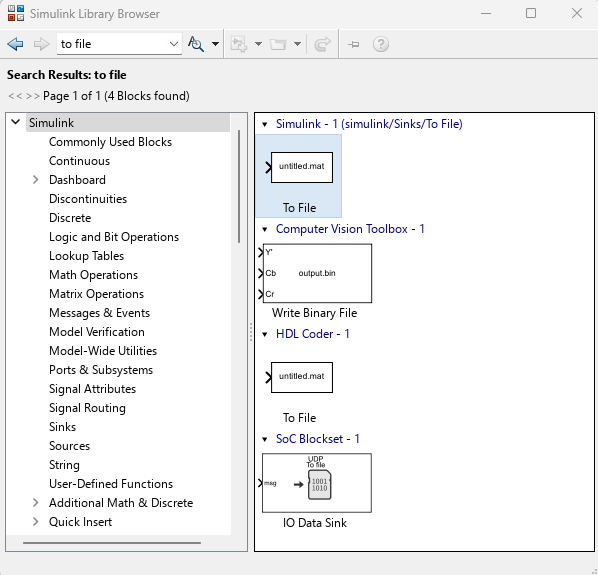 Simulink Library Browser
to file
Search Results: to file
<< >> Page 1 of 1 (4 Blocks found)
Simulink
Commonly Used Blocks
Continuous
Dashboard
Discontinuities
Discrete
Logic and Bit Operations
Lookup Tables
Math Operations
Matrix Operations
Messages & Events
Model Verification
Model-Wide Utilities
Ports & Subsystems
Signal Attributes
Signal Routing
Sinks
Sources
String
User-Defined Functions
Additional Math & Discrete
Quick Insert
Simulink - 1 (simulink/Sinks/To File)
untitled.mat
To File
Computer Vision Toolbox - 1
Y'
Cb
Cr
output.bin
Write Binary File
HDL Coder - 1
untitled.mat
To File
SoC Blockset - 1
UDP
To file
msg
1001
1010
IO Data Sink